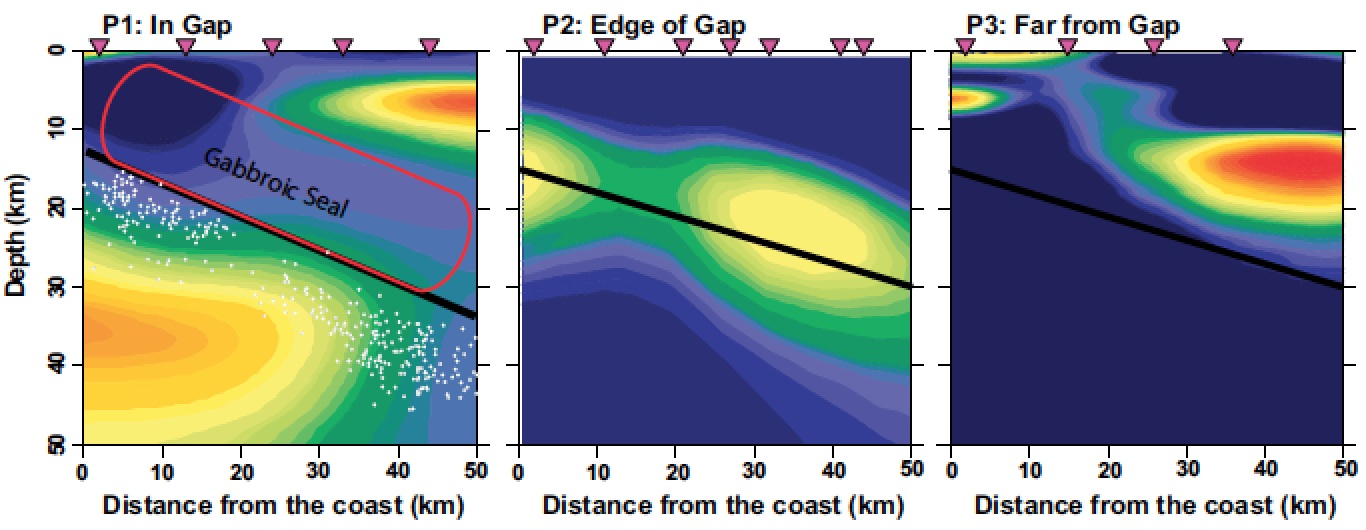 P1: In Gap
P2: Edge of Gap
P3: Far from Gap
0
10
20
30
40
50
Depth (km)
Gabbroic Seal
0 10 20 30 40 50
0 10 20 30 40 50
0 10 20 30 40 50
Distance from the coast (km)
Distance from the coast (km)
Distance from the coast (km)